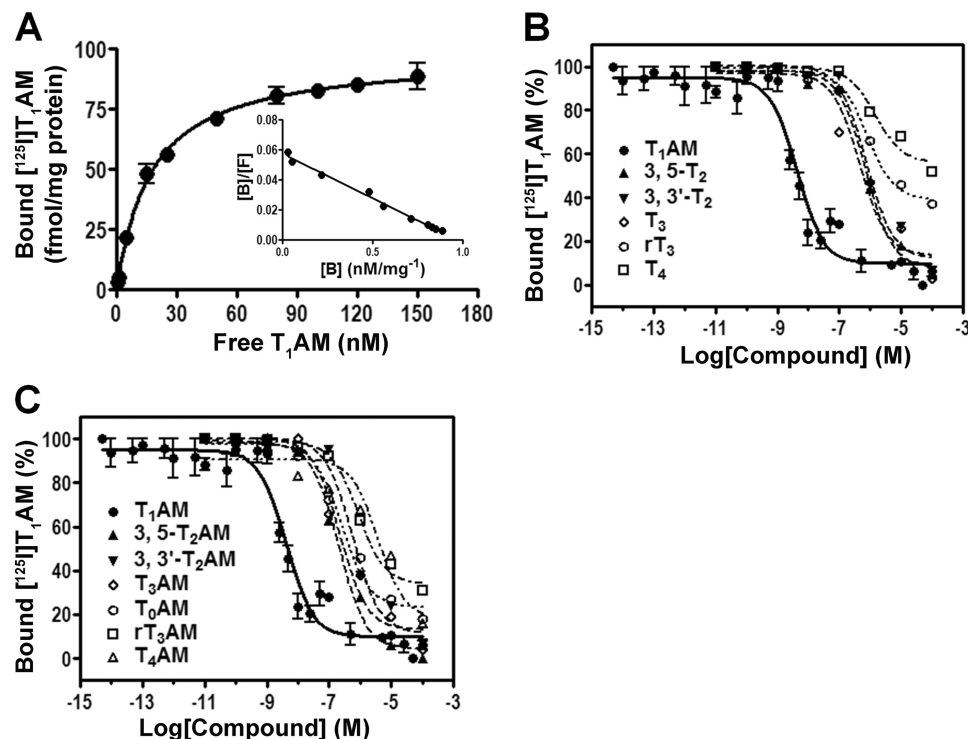 A
100
75
50
25
0
Bound [¹²⁵I]T₁AM
(fmol/mg protein)
0 30 60 90 120 150 180
Free T₁AM (nM)
0.08
0.06
0.04
0.02
0.00
[B]/[F]
0.0 0.4 0.8 1.2
[B] (nM/mg⁻¹)
B
100
80
60
40
20
0
Bound [¹²⁵I]T₁AM (%)
T₁AM
3, 5-T₂
3, 3'-T₂
T₃
rT₃
T₄
-15 -13 -11 -9 -7 -5 -3
Log[Compound] (M)
C
100
80
60
40
20
0
Bound [¹²⁵I]T₁AM (%)
T₁AM
3, 5-T₂AM
3, 3'-T₂AM
T₃AM
T₀AM
rT₃AM
T₄AM
-15 -13 -11 -9 -7 -5 -3
Log[Compound] (M)